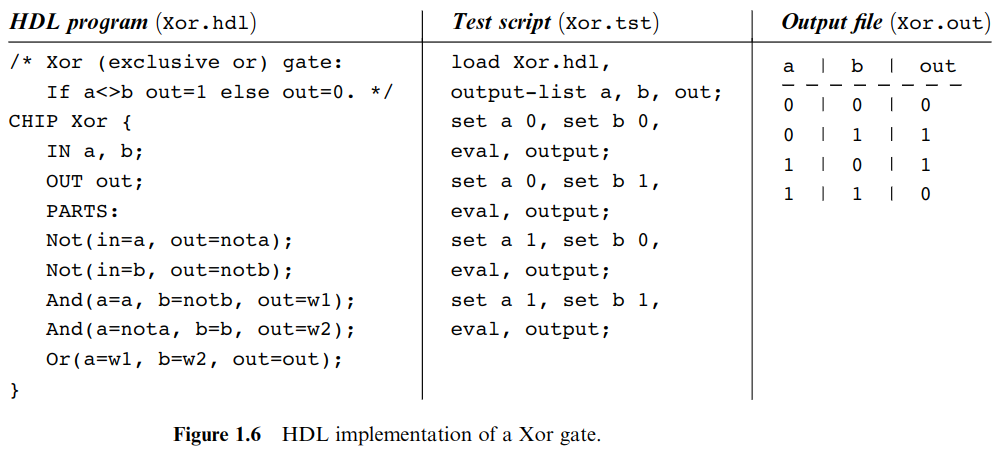 HDL program (Xor.hdl)
/* Xor (exclusive or) gate:
If a<>b out=1 else out=0. */
CHIP Xor {
IN a, b;
OUT out;
PARTS:
Not(in=a, out=nota);
Not(in=b, out=notb);
And(a=a, b=notb, out=w1);
And(a=nota, b=b, out=w2);
Or(a=w1, b=w2, out=out);
}
Test script (Xor.tst)
load Xor.hdl,
output-list a, b, out;
set a 0, set b 0,
eval, output;
set a 0, set b 1,
eval, output;
set a 1, set b 0,
eval, output;
set a 1, set b 1,
eval, output;
Output file (Xor.out)
a | b | out
0 | 0 | 0
0 | 1 | 1
1 | 0 | 1
1 | 1 | 0
Figure 1.6 HDL implementation of a Xor gate.